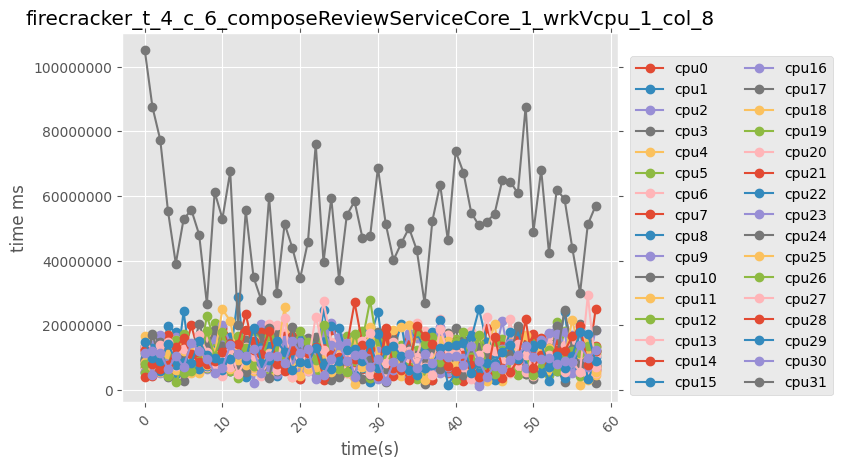 firecracker_t_4_c_6_composeReviewServiceCore_1_wrkVcpu_1_col_8
100000000
80000000
60000000
40000000
20000000
0
time ms
0 10 20 30 40 50 60
time(s)
cpu0 cpu16
cpu1 cpu17
cpu2 cpu18
cpu3 cpu19
cpu4 cpu20
cpu5 cpu21
cpu6 cpu22
cpu7 cpu23
cpu8 cpu24
cpu9 cpu25
cpu10 cpu26
cpu11 cpu27
cpu12 cpu28
cpu13 cpu29
cpu14 cpu30
cpu15 cpu31